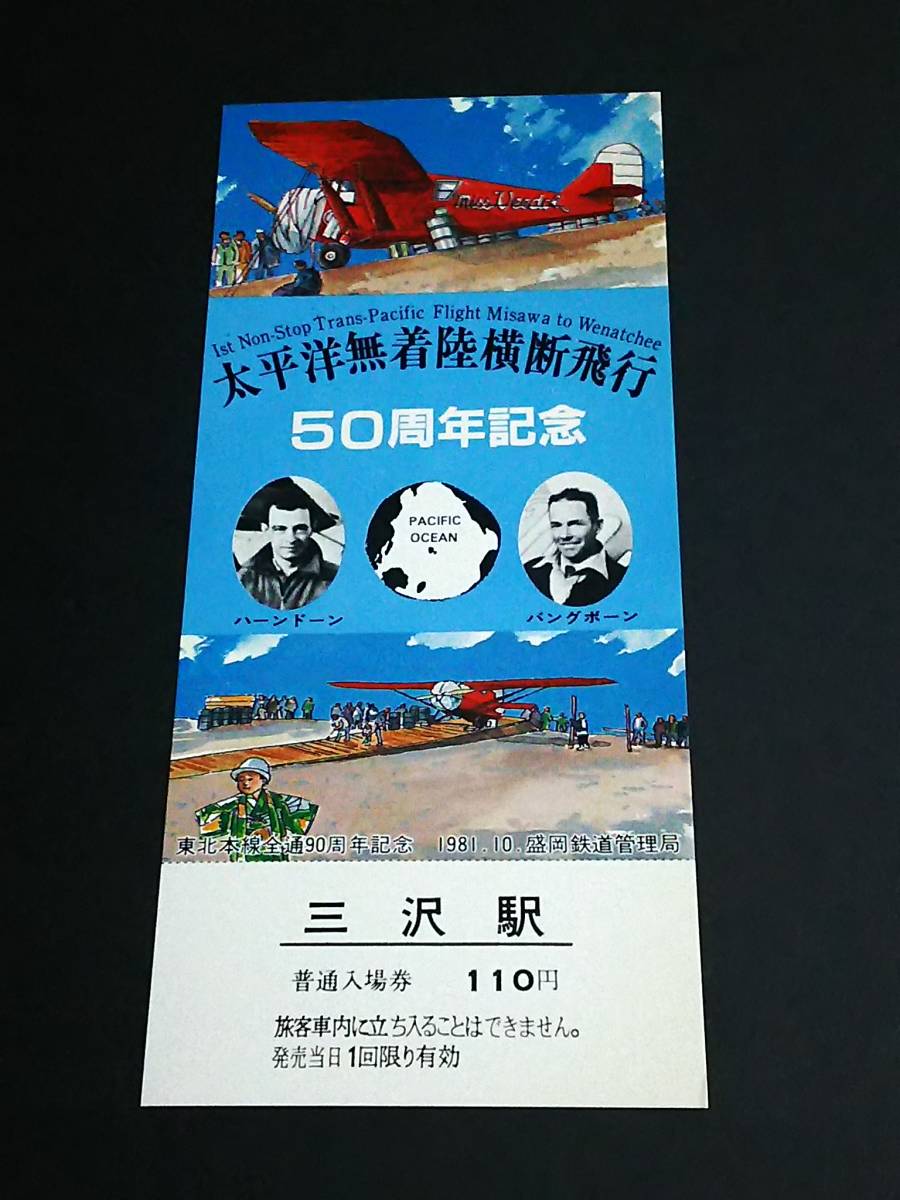 Miss Veedol
1st Non-Stop Trans-Pacific Flight Misawa to Wenatchee
太平洋無着陸横断飛行
50周年記念
PACIFIC
OCEAN
ハーンドーン
パングボーン
東北本線全通90周年記念 1981.10.盛岡鉄道管理局
三沢駅
普通入場券 110円
旅客車内に立ち入ることはできません。
発売当日1回限り有効